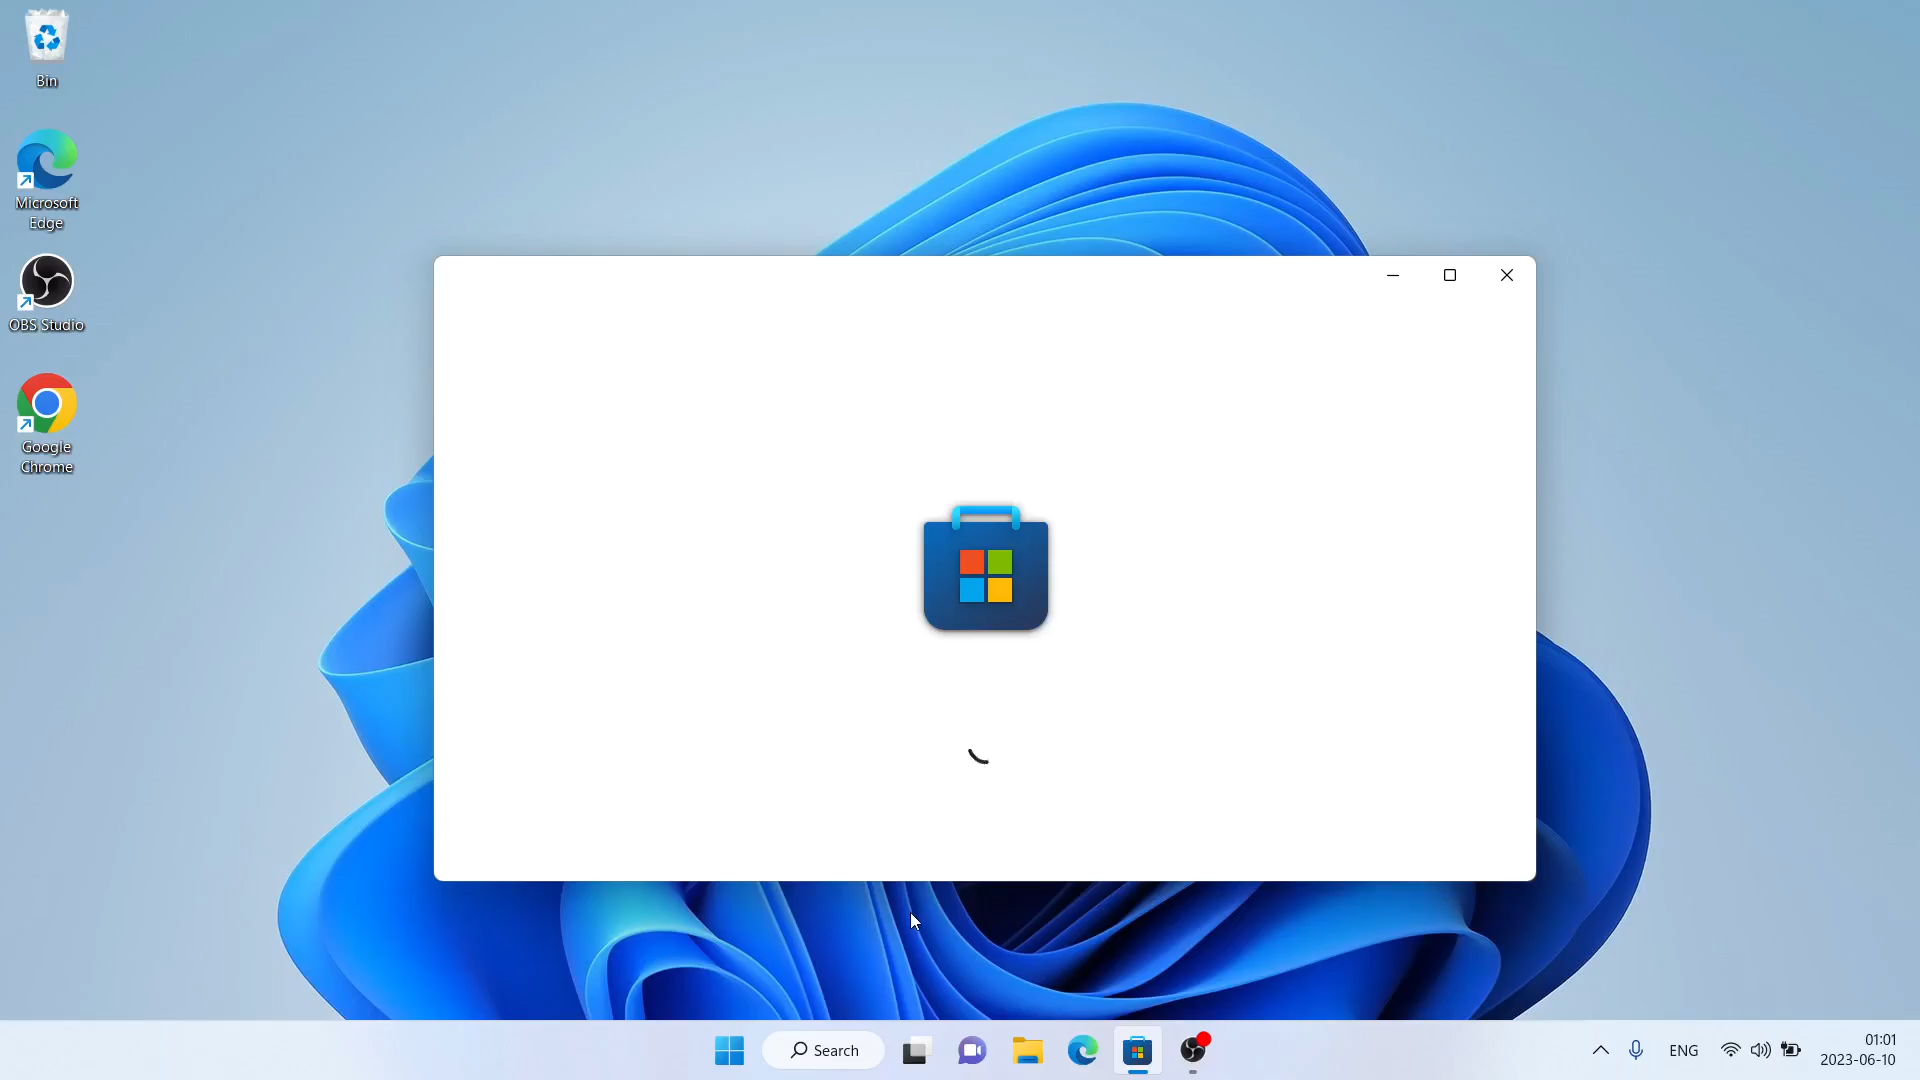 Bin
Microsoft
Edge
OBS Studio
Google
Chrome
Search
ENG
01:01
2023-06-10